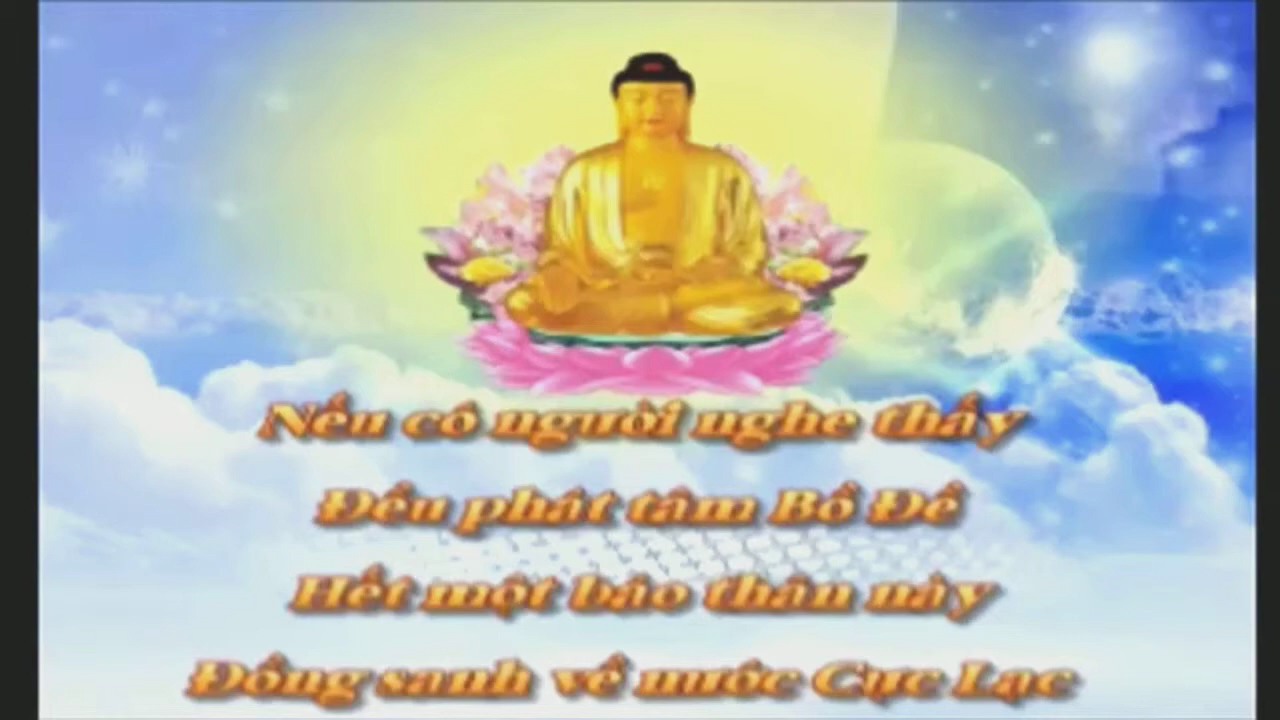 Nếu có người nghe thấy
Đều phát tâm Bồ Đề
Hết một báo thân này
Đồng sanh về nước Cực Lạc